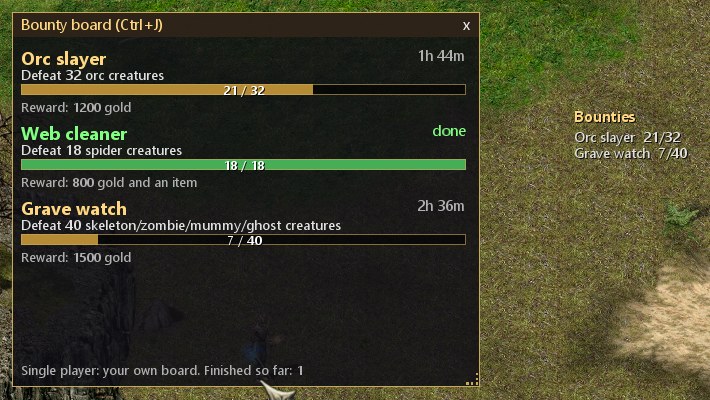 Bounty board (Ctrl+J) x
Orc slayer 1h 44m
Defeat 32 orc creatures
21 / 32
Reward: 1200 gold
Web cleaner done
Defeat 18 spider creatures
18 / 18
Reward: 800 gold and an item
Grave watch 2h 36m
Defeat 40 skeleton/zombie/mummy/ghost creatures
7 / 40
Reward: 1500 gold
Single player: your own board. Finished so far: 1
Bounties
Orc slayer 21/32
Grave watch 7/40